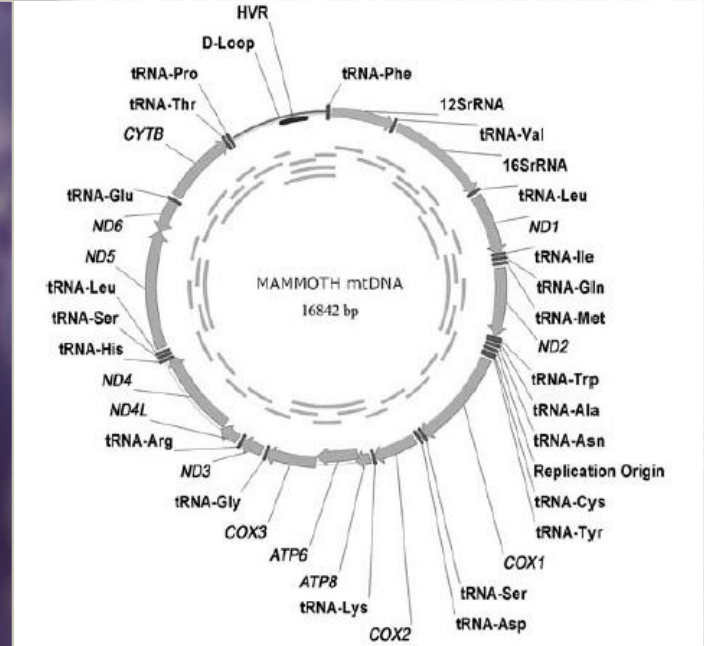 HVR
D-Loop
tRNA-Pro
tRNA-Phe
tRNA-Thr
12SrRNA
CYTB
tRNA-Val
16SrRNA
tRNA-Glu
tRNA-Leu
ND6
ND1
ND5
tRNA-Ile
tRNA-Leu
tRNA-Gln
MAMMOTH mtDNA
16842 bp
tRNA-Ser
tRNA-Met
tRNA-His
ND2
ND4
tRNA-Trp
ND4L
tRNA-Ala
tRNA-Arg
tRNA-Asn
ND3
Replication Origin
tRNA-Gly
tRNA-Cys
COX3
tRNA-Tyr
ATP6
COX1
ATP8
tRNA-Ser
tRNA-Lys
tRNA-Asp
COX2